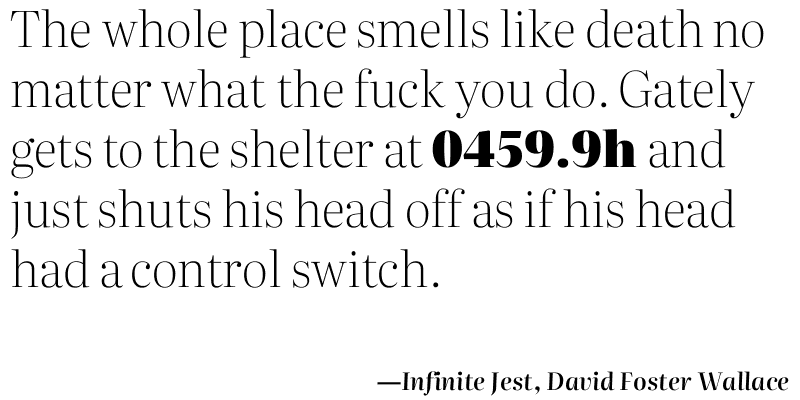 The whole place smells like death no
matter what the fuck you do. Gately
gets to the shelter at 0459.9h and
just shuts his head off as if his head
had a control switch.
—Infinite Jest, David Foster Wallace